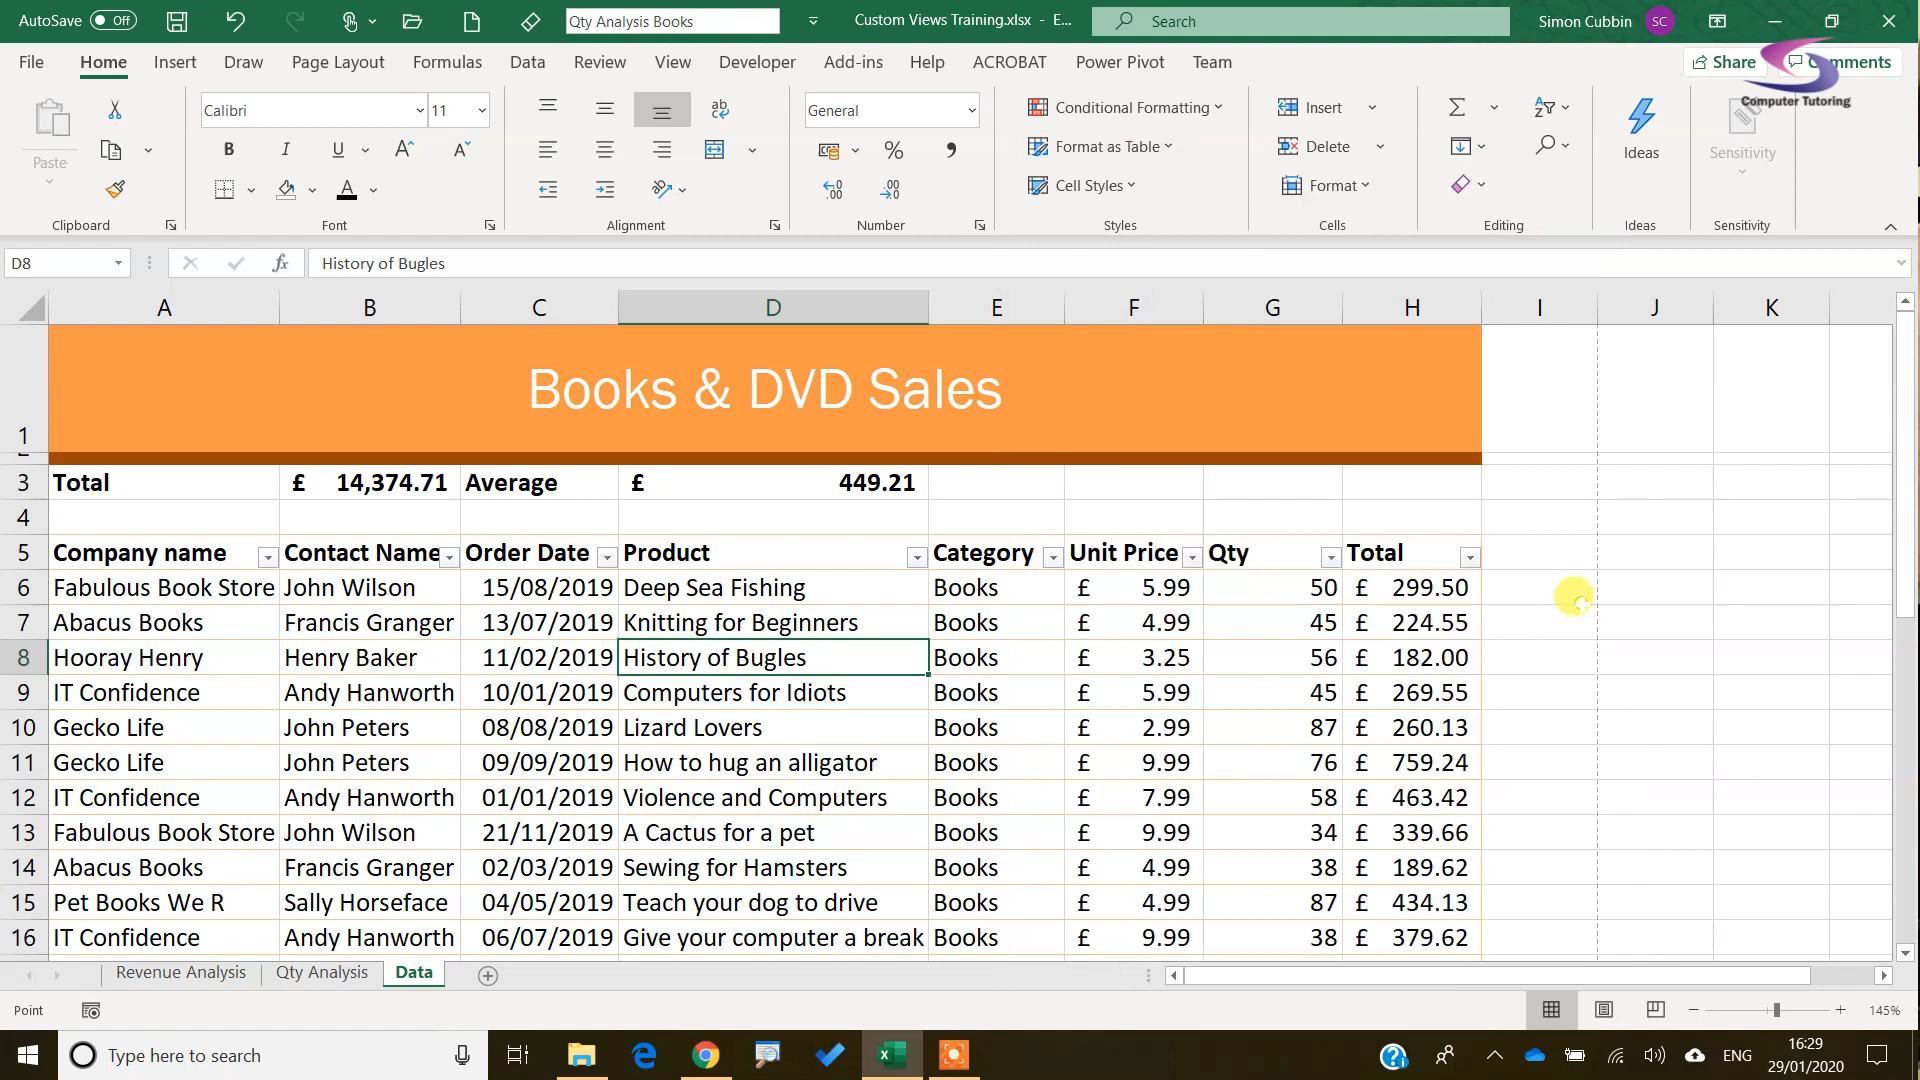 AutoSave Off Qty Analysis Books Custom Views Training.xlsx - E... Search Simon Cubbin SC
File Home Insert Draw Page Layout Formulas Data Review View Developer Add-ins Help ACROBAT Power Pivot Team Share Comments
Computer Tutoring
Paste
Calibri 11
B I U A A
A
ab
General
% 9
.00 .00
Conditional Formatting
Format as Table
Cell Styles
Insert
Delete
Format
Ideas
Sensitivity
Clipboard Font Alignment Number Styles Cells Editing Ideas Sensitivity
D8 fx History of Bugles
A B C D E F G H I J K
1 Books & DVD Sales
2
3 Total £ 14,374.71 Average £ 449.21
4
5 Company name Contact Name Order Date Product Category Unit Price Qty Total
6 Fabulous Book Store John Wilson 15/08/2019 Deep Sea Fishing Books £ 5.99 50 £ 299.50
7 Abacus Books Francis Granger 13/07/2019 Knitting for Beginners Books £ 4.99 45 £ 224.55
8 Hooray Henry Henry Baker 11/02/2019 History of Bugles Books £ 3.25 56 £ 182.00
9 IT Confidence Andy Hanworth 10/01/2019 Computers for Idiots Books £ 5.99 45 £ 269.55
10 Gecko Life John Peters 08/08/2019 Lizard Lovers Books £ 2.99 87 £ 260.13
11 Gecko Life John Peters 09/09/2019 How to hug an alligator Books £ 9.99 76 £ 759.24
12 IT Confidence Andy Hanworth 01/01/2019 Violence and Computers Books £ 7.99 58 £ 463.42
13 Fabulous Book Store John Wilson 21/11/2019 A Cactus for a pet Books £ 9.99 34 £ 339.66
14 Abacus Books Francis Granger 02/03/2019 Sewing for Hamsters Books £ 4.99 38 £ 189.62
15 Pet Books We R Sally Horseface 04/05/2019 Teach your dog to drive Books £ 4.99 87 £ 434.13
16 IT Confidence Andy Hanworth 06/07/2019 Give your computer a break Books £ 9.99 38 £ 379.62
Revenue Analysis Qty Analysis Data
Point 145%
Type here to search ENG 16:29
29/01/2020